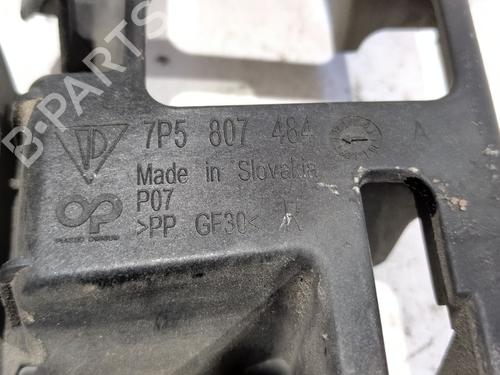 7P5 807 484 A
Made in Slovakia
P07
>PP GF30<
B-PARTS